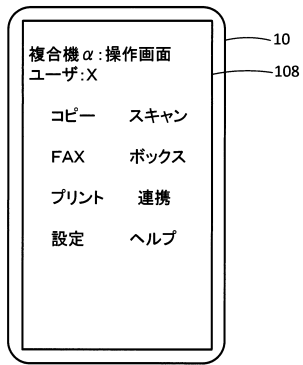 複合機α:操作画面
ユーザ:X
コピー スキャン
FAX ボックス
プリント 連携
設定 ヘルプ
10
108